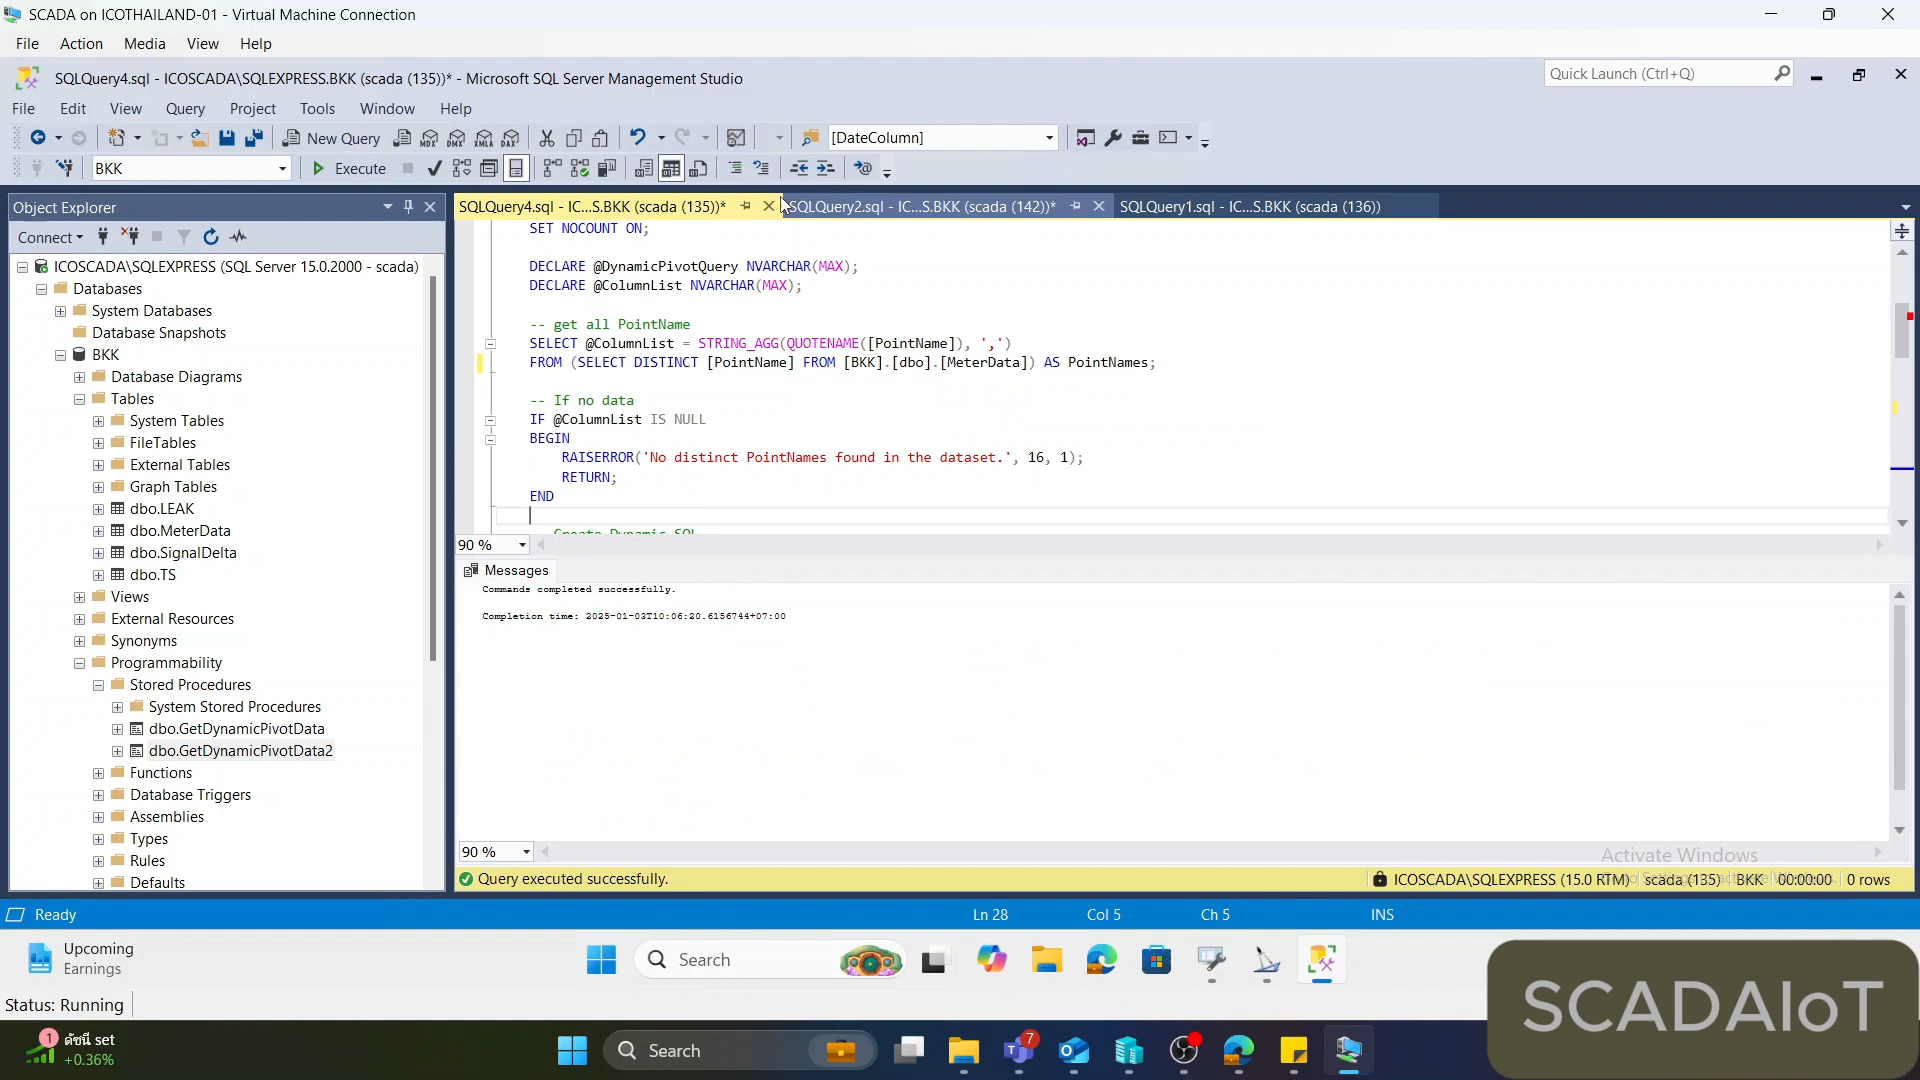 SCADA on ICOTHAILAND-01 - Virtual Machine Connection
File Action Media View Help
SQLQuery4.sql - ICOSCADA\SQLEXPRESS.BKK (scada (135))* - Microsoft SQL Server Management Studio
Quick Launch (Ctrl+Q)
File Edit View Query Project Tools Window Help
New Query
MDX DMX XMLA DAX
[DateColumn]
BKK
Execute
Object Explorer
SQLQuery4.sql - IC...S.BKK (scada (135))*
SQLQuery2.sql - IC...S.BKK (scada (142))*
SQLQuery1.sql - IC...S.BKK (scada (136))
Connect
ICOSCADA\SQLEXPRESS (SQL Server 15.0.2000 - scada)
Databases
System Databases
Database Snapshots
BKK
Database Diagrams
Tables
System Tables
FileTables
External Tables
Graph Tables
dbo.LEAK
dbo.MeterData
dbo.SignalDelta
dbo.TS
Views
External Resources
Synonyms
Programmability
Stored Procedures
System Stored Procedures
dbo.GetDynamicPivotData
dbo.GetDynamicPivotData2
Functions
Database Triggers
Assemblies
Types
Rules
Defaults
SET NOCOUNT ON;
DECLARE @DynamicPivotQuery NVARCHAR(MAX);
DECLARE @ColumnList NVARCHAR(MAX);
-- get all PointName
SELECT @ColumnList = STRING_AGG(QUOTENAME([PointName]), ',')
FROM (SELECT DISTINCT [PointName] FROM [BKK].[dbo].[MeterData]) AS PointNames;
-- If no data
IF @ColumnList IS NULL
BEGIN
RAISERROR('No distinct PointNames found in the dataset.', 16, 1);
RETURN;
END
Create Dynamic SQL
90 %
Messages
Commands completed successfully.
Completion time: 2025-01-03T10:06:20.6156744+07:00
90 %
Activate Windows
Query executed successfully.
ICOSCADA\SQLEXPRESS (15.0 RTM) scada (135) BKK 00:00:00 0 rows
Ready
Ln 28 Col 5 Ch 5 INS
Upcoming
Earnings
Search
Status: Running
SCADAIoT
1
ดัชนี set
+0.36%
Search
7